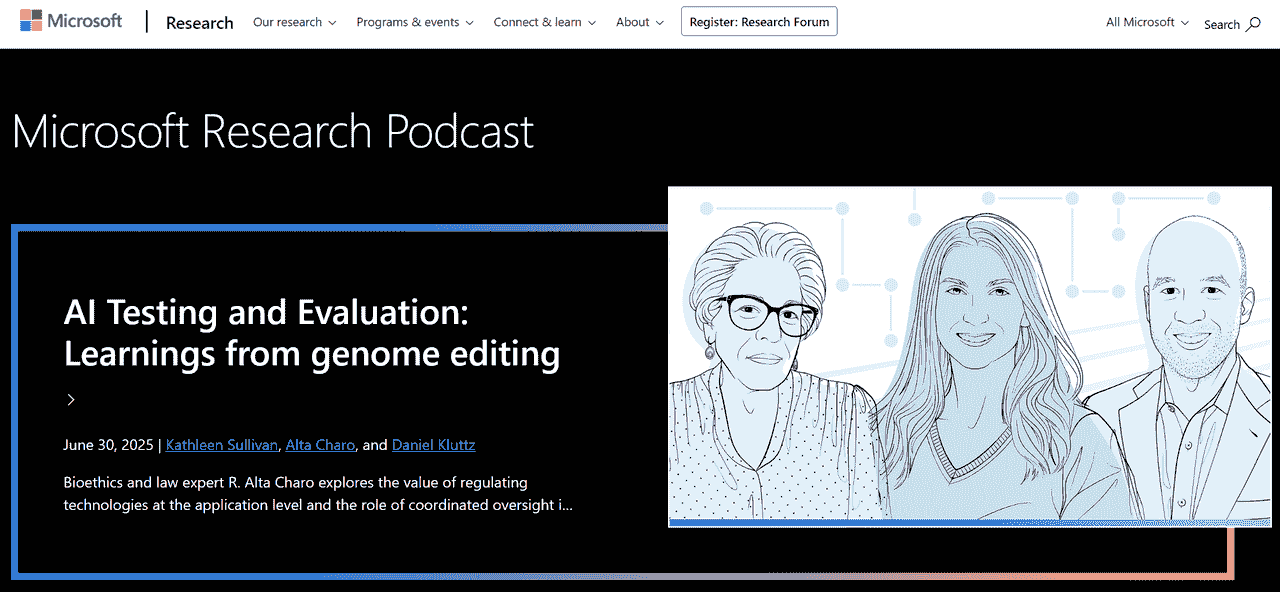 Microsoft | Research Our research Programs & events Connect & learn About Register: Research Forum All Microsoft Search
Microsoft Research Podcast
AI Testing and Evaluation:
Learnings from genome editing
June 30, 2025 | Kathleen Sullivan, Alta Charo, and Daniel Kluttz
Bioethics and law expert R. Alta Charo explores the value of regulating
technologies at the application level and the role of coordinated oversight i...